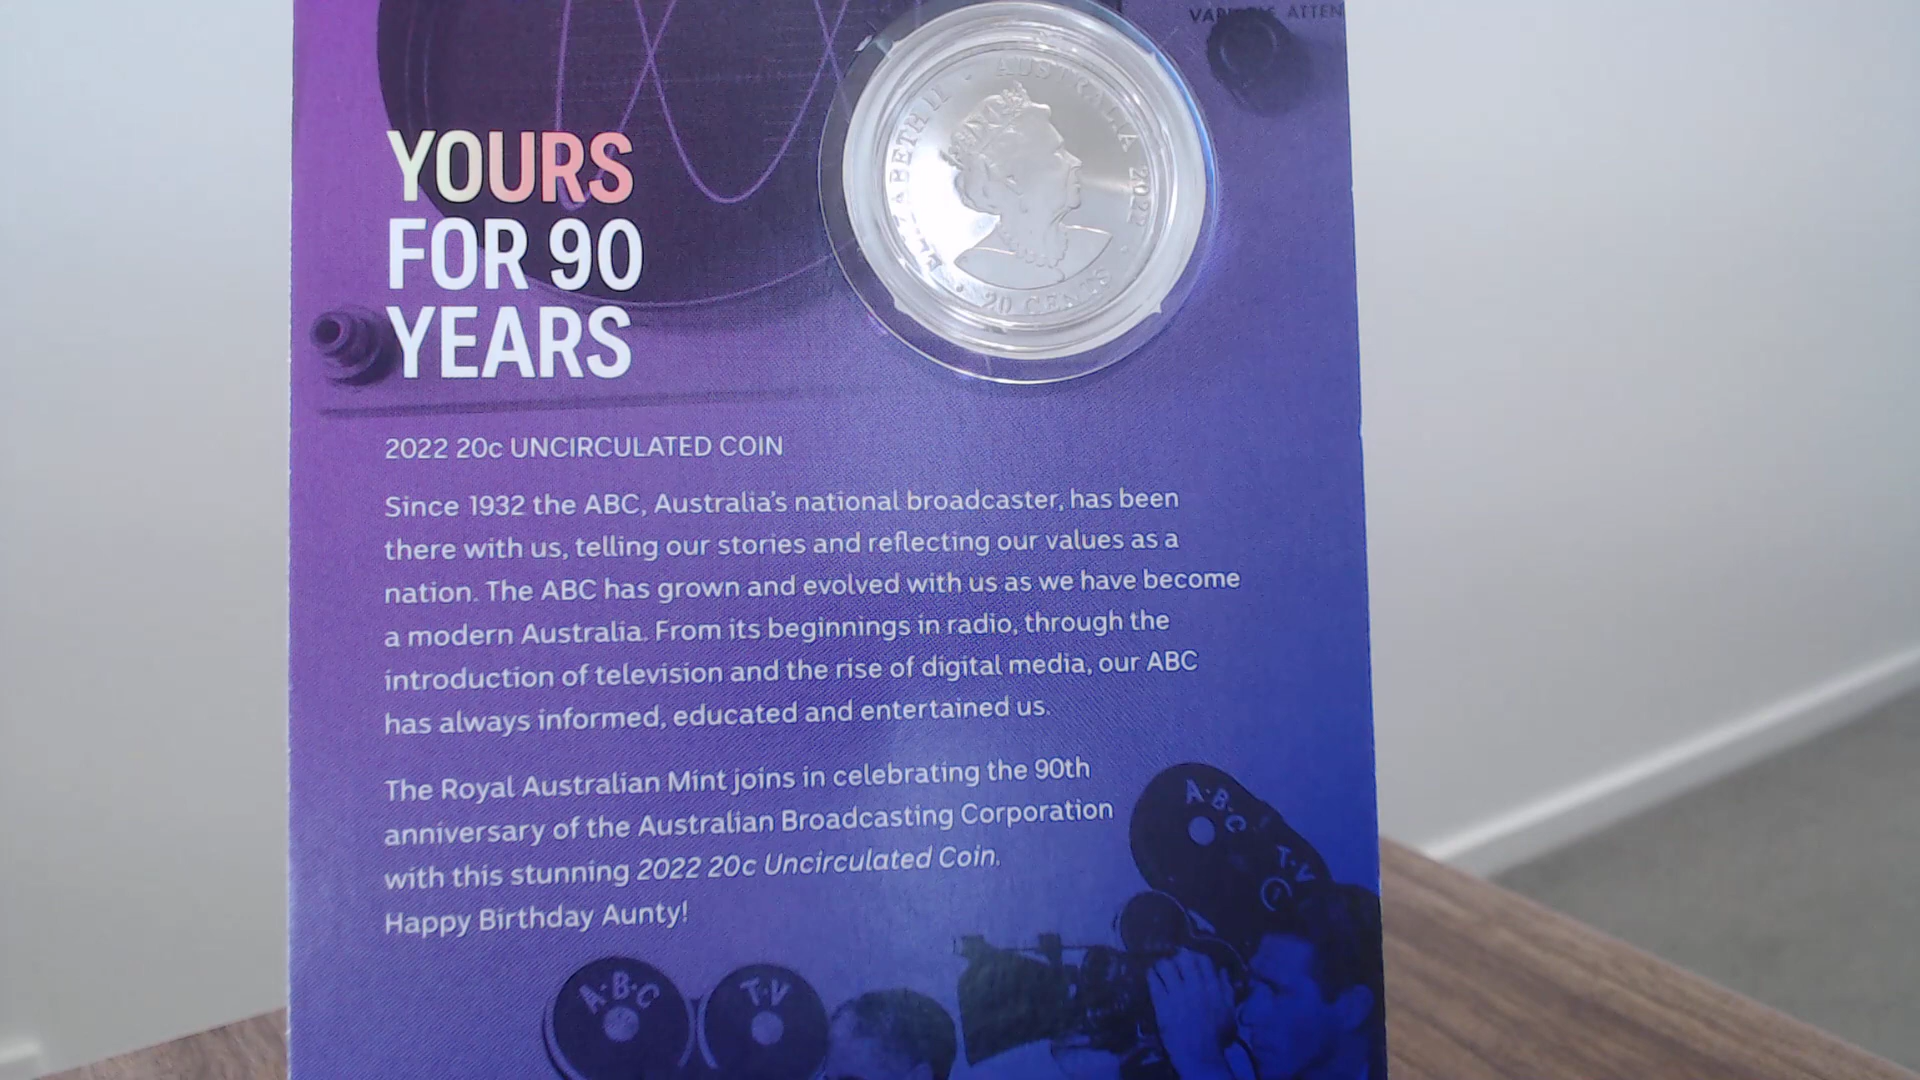 VARIABLE ATTEN
ELIZABETH II · AUSTRALIA 2022 ·
· 20 CENTS
YOURS
FOR 90
YEARS
2022 20c UNCIRCULATED COIN
Since 1932 the ABC, Australia's national broadcaster, has been
there with us, telling our stories and reflecting our values as a
nation. The ABC has grown and evolved with us as we have become
a modern Australia. From its beginnings in radio, through the
introduction of television and the rise of digital media, our ABC
has always informed, educated and entertained us.
The Royal Australian Mint joins in celebrating the 90th
anniversary of the Australian Broadcasting Corporation
with this stunning 2022 20c Uncirculated Coin.
Happy Birthday Aunty!
A·B·C
T·V
A·B·C
T·V